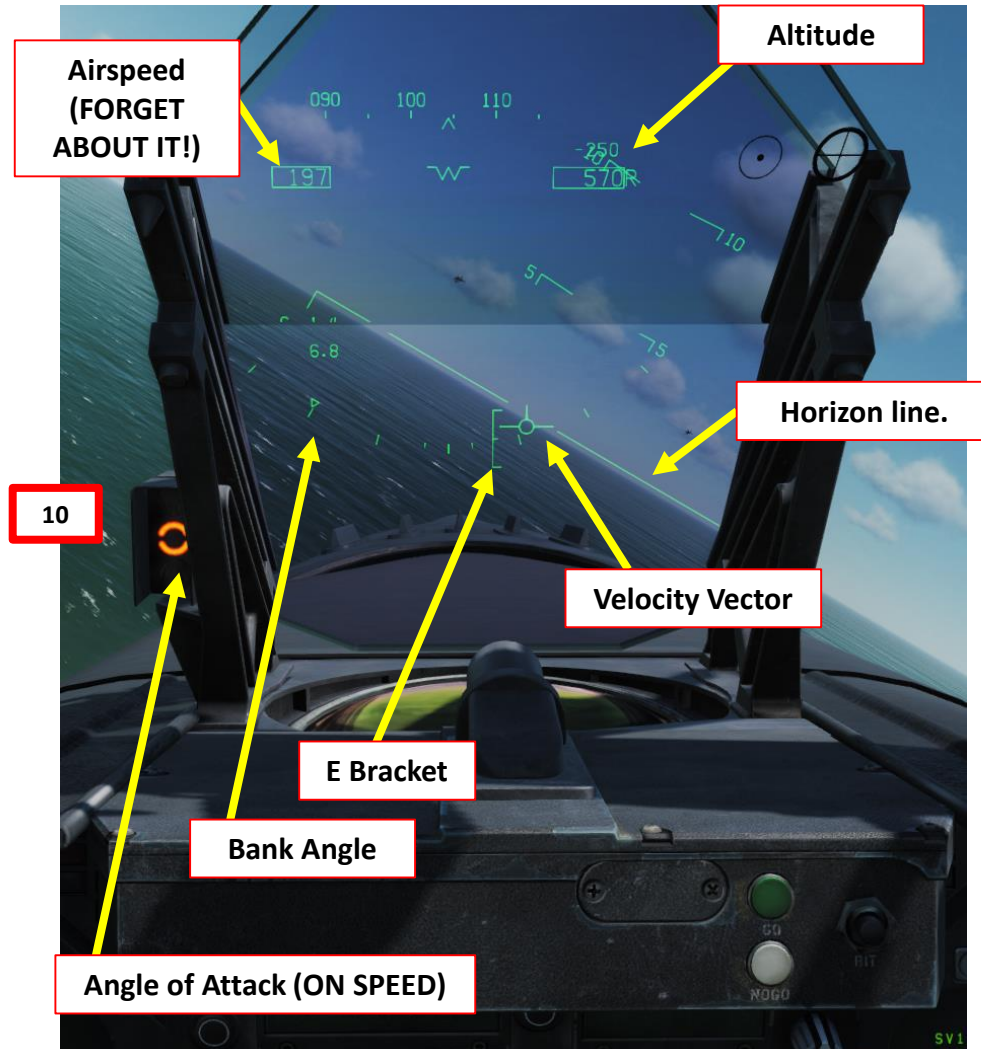 Airspeed
(FORGET
ABOUT IT!)
Altitude
090 100 110
-250
10
197
570R
10
5
6.8
5
Horizon line.
10
Velocity Vector
E Bracket
Bank Angle
GO
BIT
NOGO
Angle of Attack (ON SPEED)
SV1